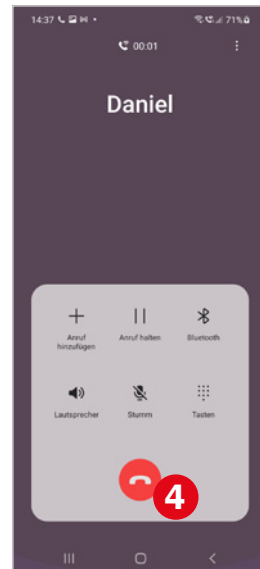 14:37 71%
00:01
Daniel
Anruf hinzufügen
Anruf halten
Bluetooth
Lautsprecher
Stumm
Tasten
4